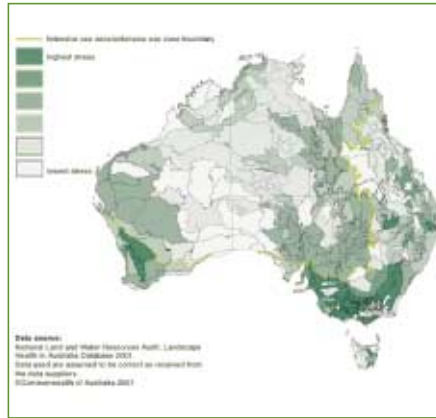 Intensive use zone/extensive use zone boundary
highest stress
lowest stress
Data source:
National Land and Water Resources Audit, Landscape
Health in Australia Database 2001
Data used are assumed to be correct as received from
the data suppliers
©Commonwealth of Australia 2001